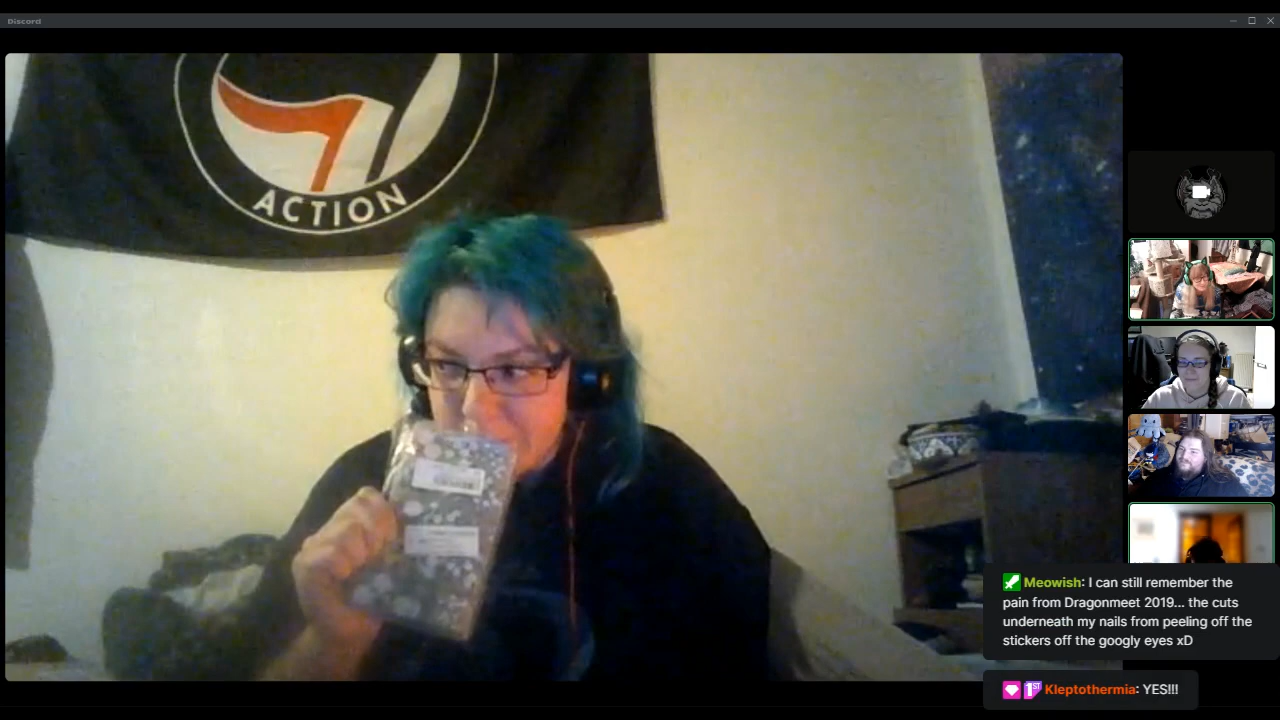 Discord
ACTION
Meowish: I can still remember the
pain from Dragonmeet 2019... the cuts
underneath my nails from peeling off the
stickers off the googly eyes xD
1ST Kleptothermia: YES!!!